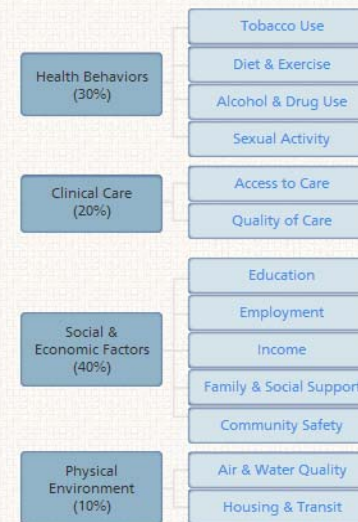 Health Behaviors
(30%)
Tobacco Use
Diet & Exercise
Alcohol & Drug Use
Sexual Activity
Clinical Care
(20%)
Access to Care
Quality of Care
Social &
Economic Factors
(40%)
Education
Employment
Income
Family & Social Support
Community Safety
Physical
Environment
(10%)
Air & Water Quality
Housing & Transit